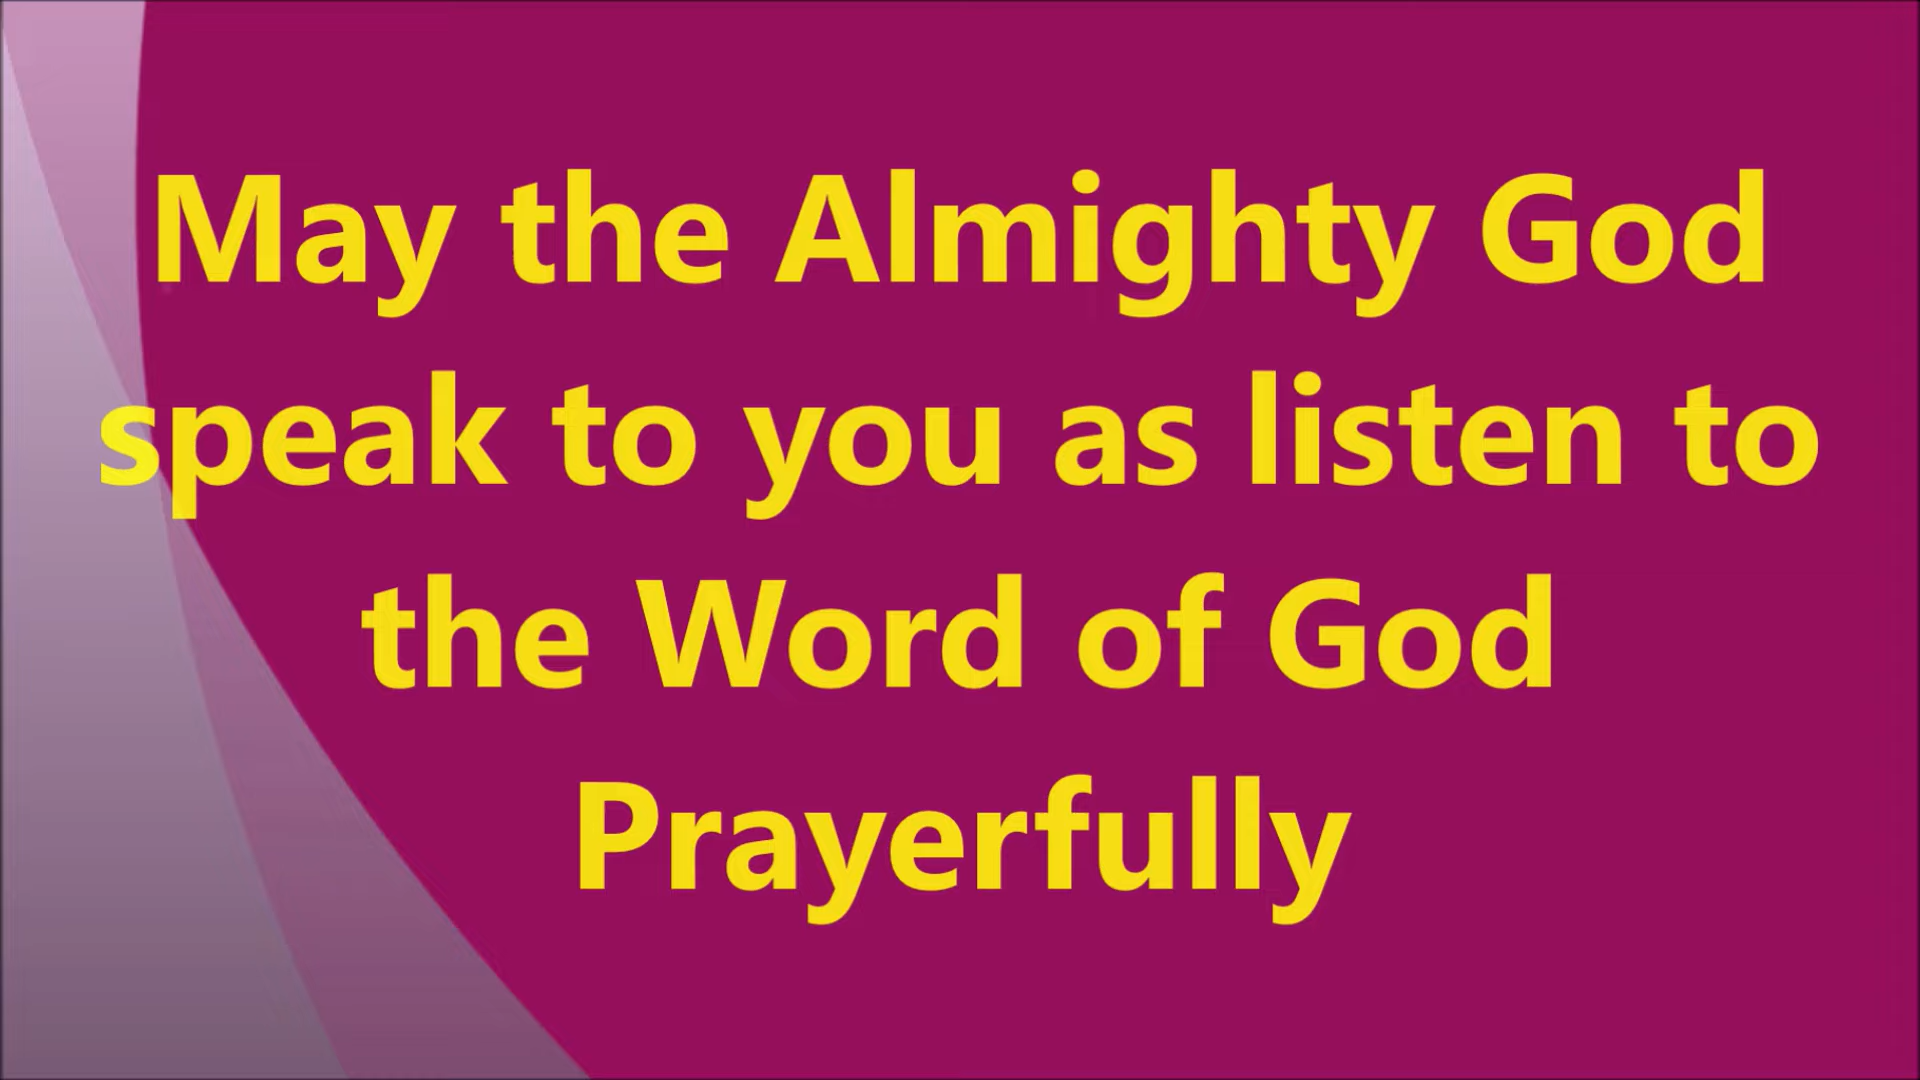 May the Almighty God
speak to you as listen to
the Word of God
Prayerfully